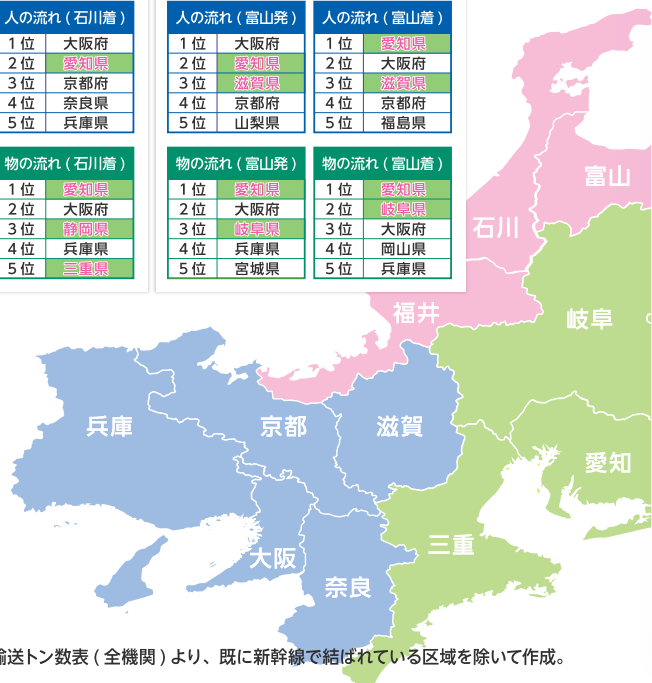 人の流れ(石川着)
1位 大阪府
2位 愛知県
3位 京都府
4位 奈良県
5位 兵庫県
人の流れ(富山発)
1位 大阪府
2位 愛知県
3位 滋賀県
4位 京都府
5位 山梨県
人の流れ(富山着)
1位 愛知県
2位 大阪府
3位 滋賀県
4位 京都府
5位 福島県
物の流れ(石川着)
1位 愛知県
2位 大阪府
3位 静岡県
4位 兵庫県
5位 三重県
物の流れ(富山発)
1位 愛知県
2位 大阪府
3位 岐阜県
4位 兵庫県
5位 宮城県
物の流れ(富山着)
1位 愛知県
2位 岐阜県
3位 大阪府
4位 岡山県
5位 兵庫県
富山
石川
福井
岐阜
兵庫
京都
滋賀
愛知
三重
大阪
奈良
輸送トン数表(全機関)より、既に新幹線で結ばれている区域を除いて作成。